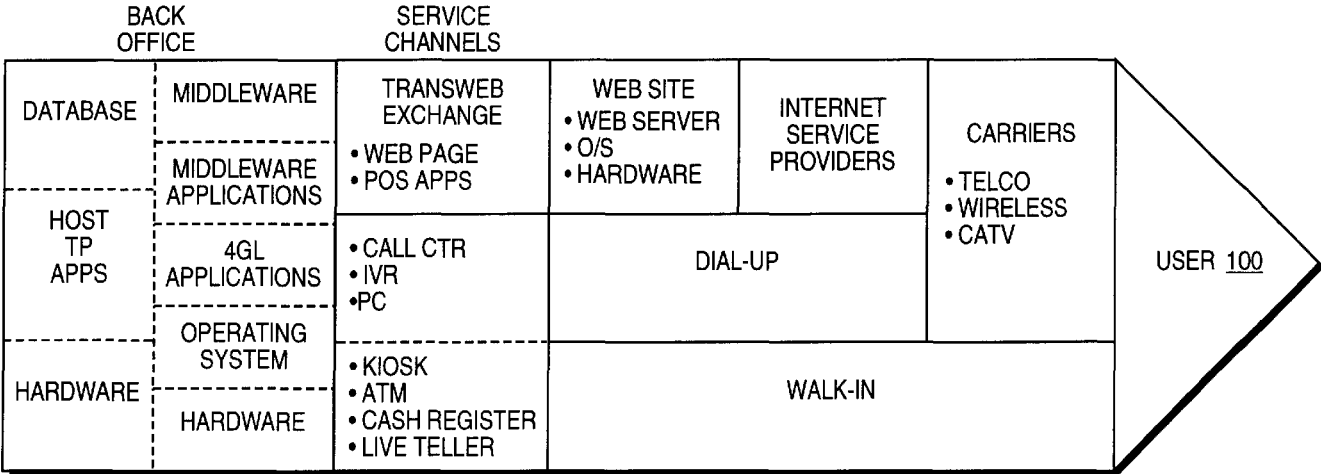 BACK
OFFICE
SERVICE
CHANNELS
DATABASE
HOST
TP
APPS
HARDWARE
MIDDLEWARE
MIDDLEWARE
APPLICATIONS
4GL
APPLICATIONS
OPERATING
SYSTEM
HARDWARE
TRANSWEB
EXCHANGE
• WEB PAGE
• POS APPS
• CALL CTR
• IVR
•PC
• KIOSK
• ATM
• CASH REGISTER
• LIVE TELLER
WEB SITE
• WEB SERVER
• O/S
• HARDWARE
INTERNET
SERVICE
PROVIDERS
DIAL-UP
CARRIERS
• TELCO
• WIRELESS
• CATV
WALK-IN
USER 100